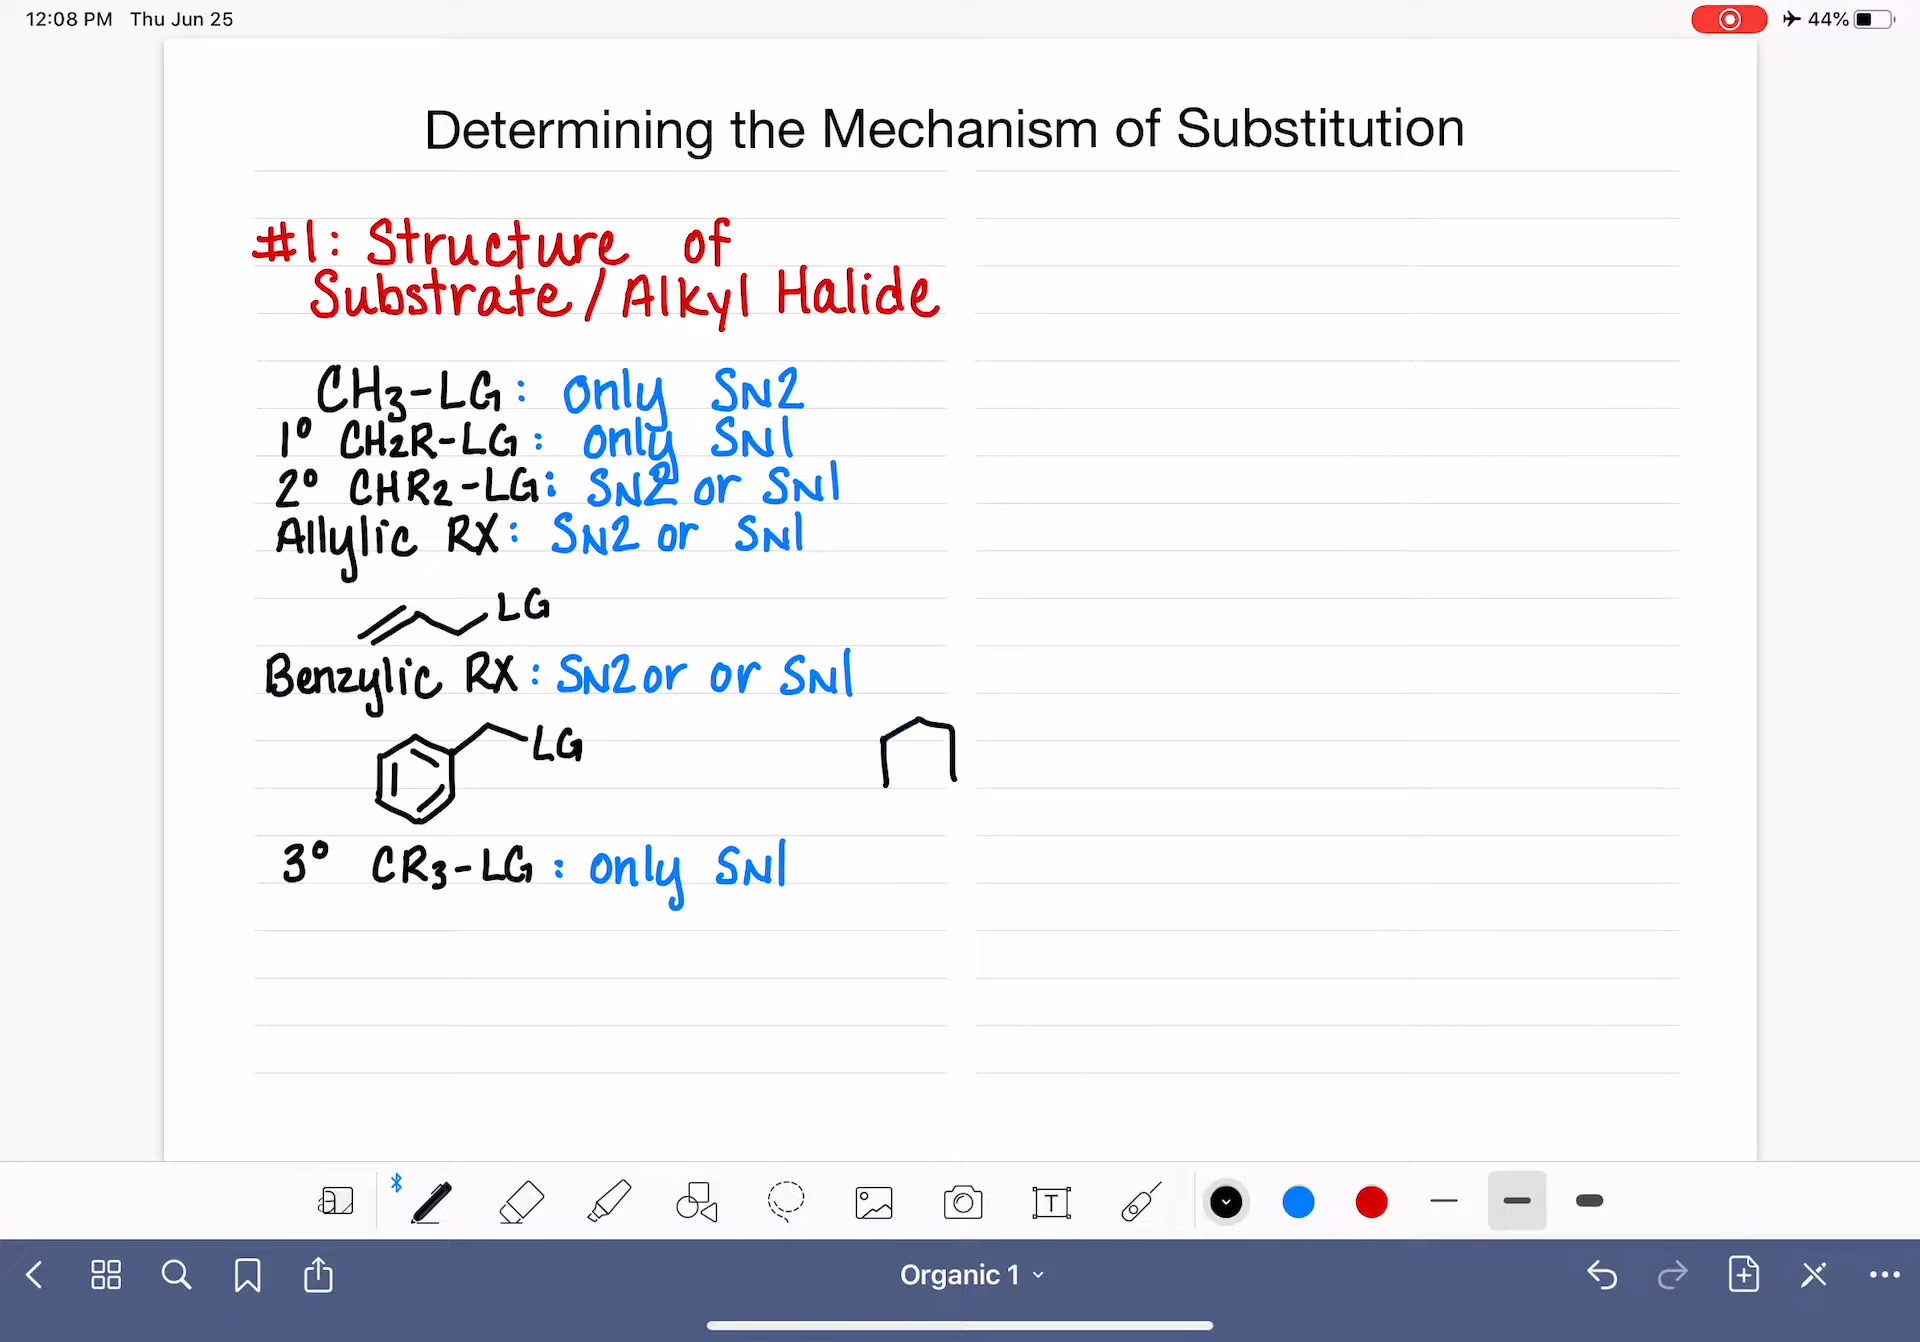 12:08 PM Thu Jun 25
44%
Determining the Mechanism of Substitution
#1: Structure of
Substrate/Alkyl Halide
CH3-LG: only SN2
1° CH2R-LG: only SN1
2° CHR2-LG: SN2 or SN1
Allylic RX: SN2 or SN1
LG
Benzylic RX: SN2 or or SN1
LG
3° CR3-LG: only SN1
Organic 1